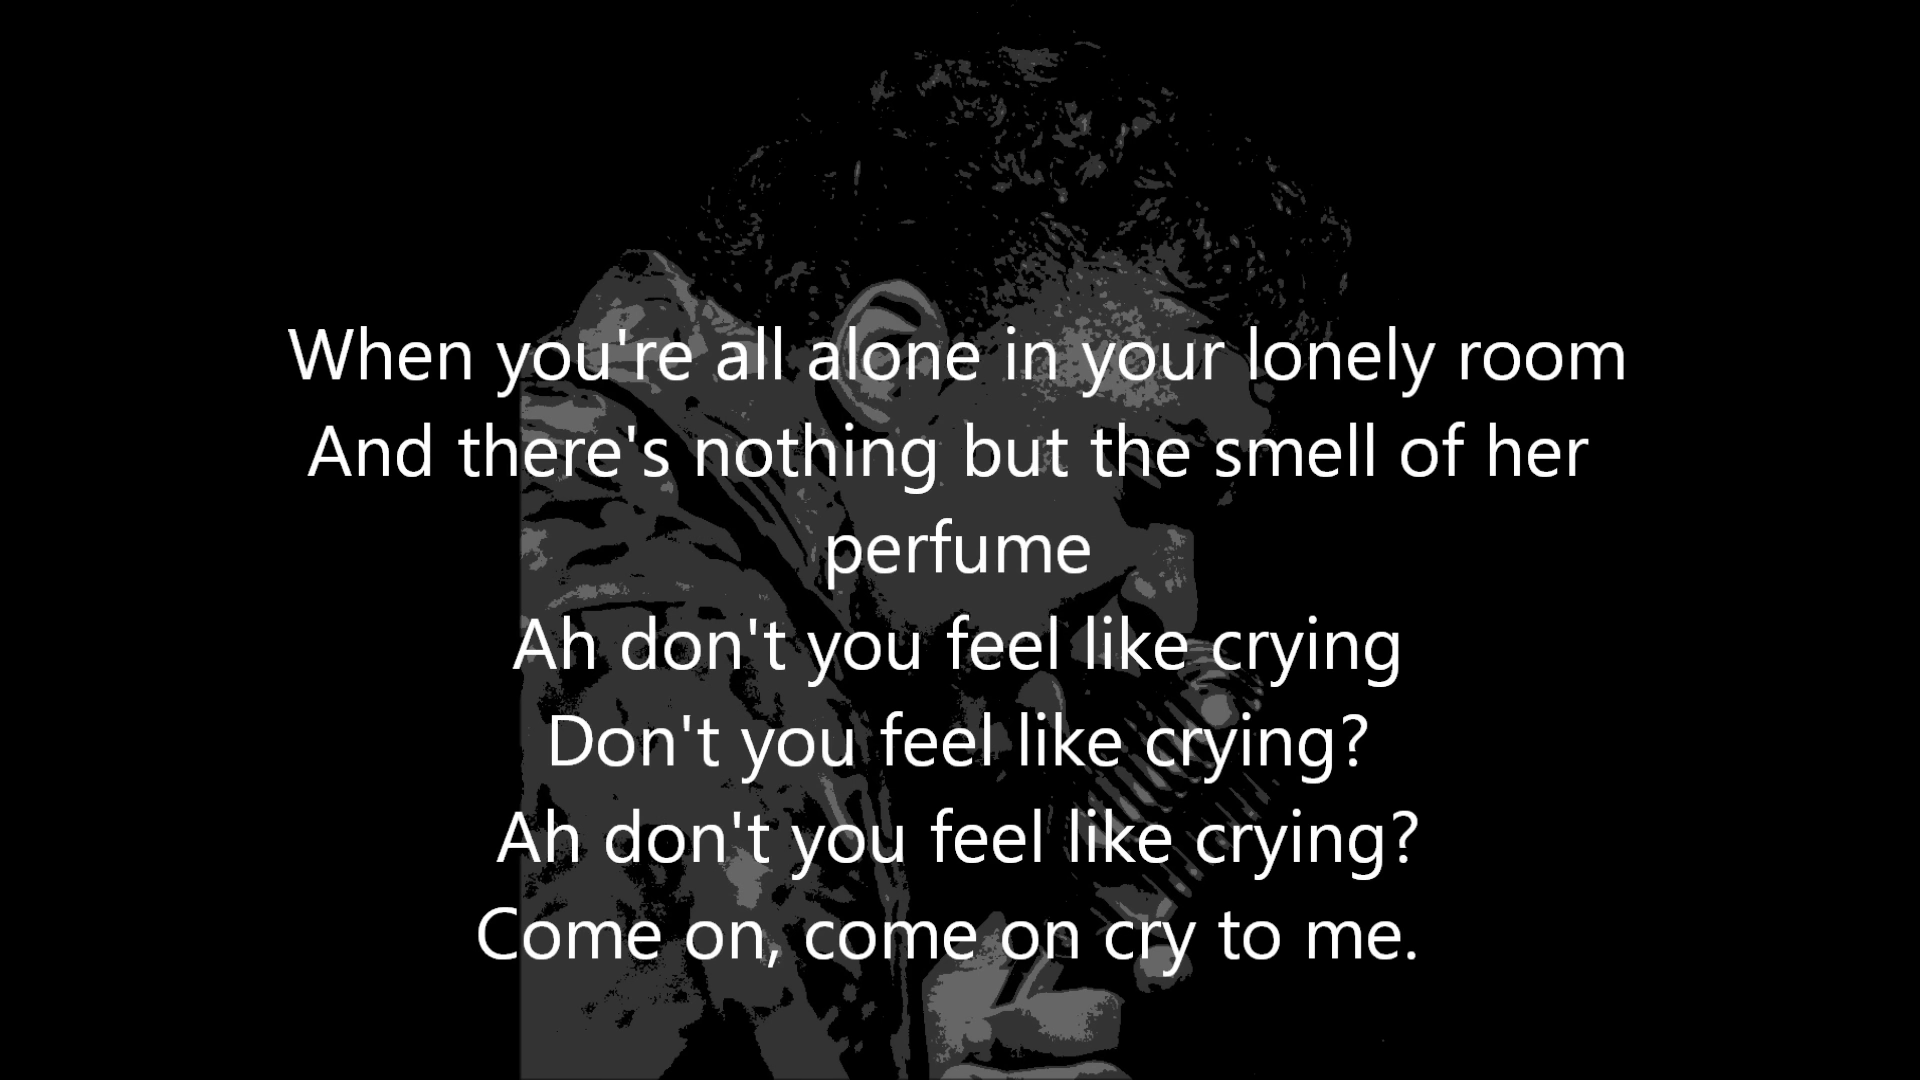 When you're all alone in your lonely room
And there's nothing but the smell of her
perfume
Ah don't you feel like crying
Don't you feel like crying?
Ah don't you feel like crying?
Come on, come on cry to me.